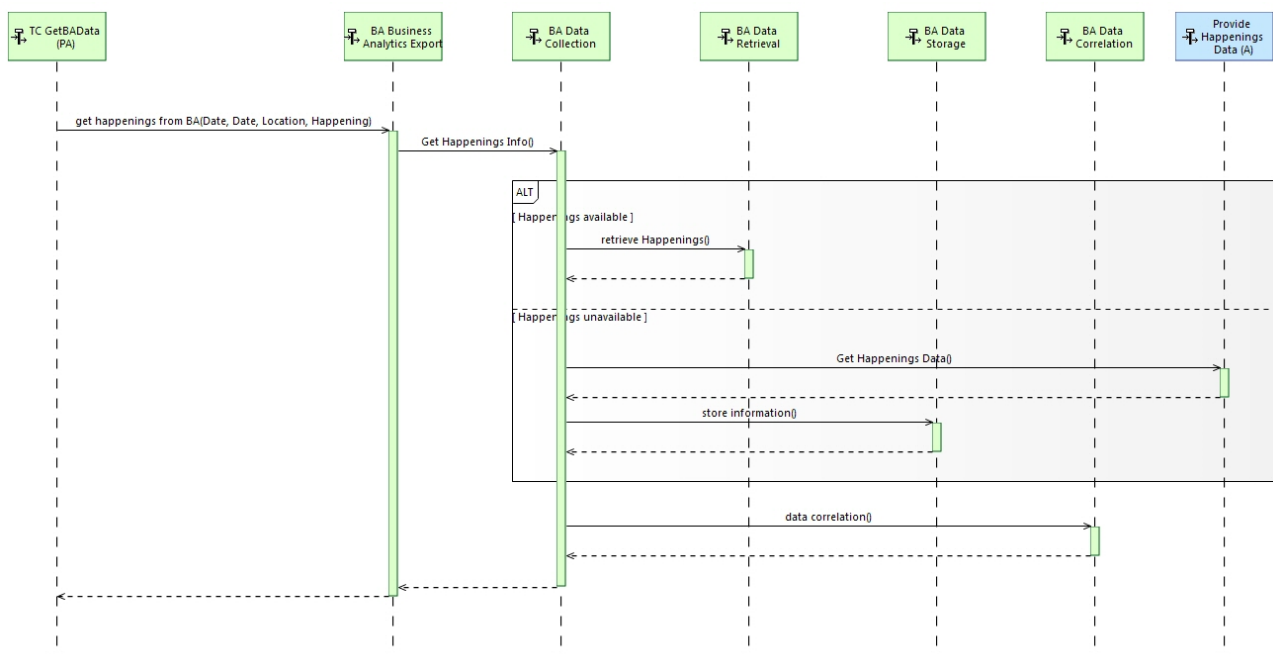 TC GetBAData
(PA)
BA Business
Analytics Export
BA Data
Collection
BA Data
Retrieval
BA Data
Storage
BA Data
Correlation
Provide
Happenings
Data (A)
get happenings from BA(Date, Date, Location, Happening)
Get Happenings Info()
ALT
[ Happenings available ]
retrieve Happenings()
[ Happenings unavailable ]
Get Happenings Data()
store information()
data correlation()